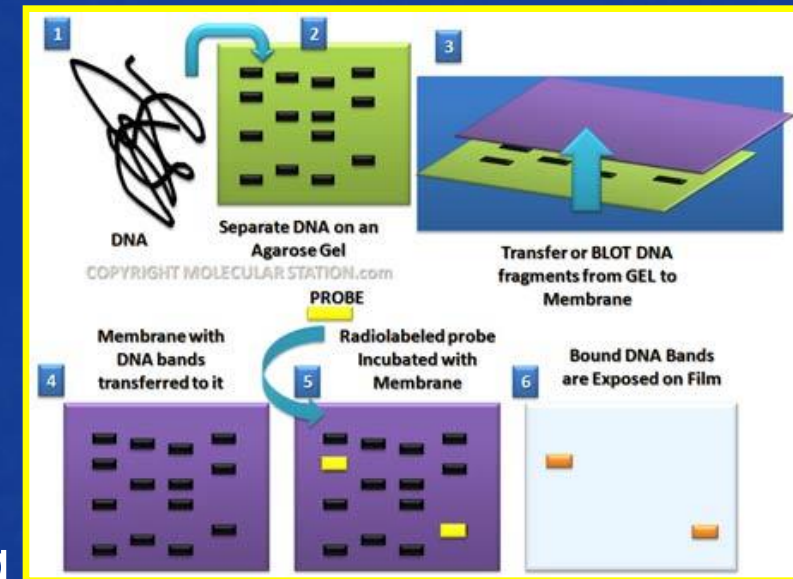 1
2
3
DNA
Separate DNA on an
Agarose Gel
COPYRIGHT MOLECULAR STATION.com
Transfer or BLOT DNA
fragments from GEL to
Membrane
PROBE
Membrane with
DNA bands
transferred to it
Radiolabeled probe
Incubated with
Membrane
Bound DNA Bands
are Exposed on Film
4
5
6